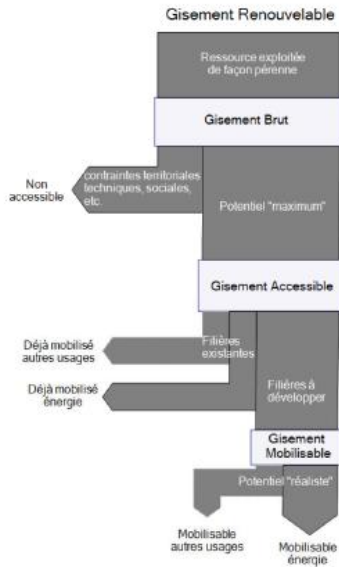 Gisement Renouvelable
Ressource exploitée
de façon pérenne
Gisement Brut
Non
accessible
contraintes territoriales
techniques, sociales,
etc.
Potentiel "maximum"
Gisement Accessible
Déjà mobilisé
autres usages
Filières
existantes
Déjà mobilisé
énergie
Filières à
développer
Gisement
Mobilisable
Potentiel "réaliste"
Mobilisable
autres usages
Mobilisable
énergie